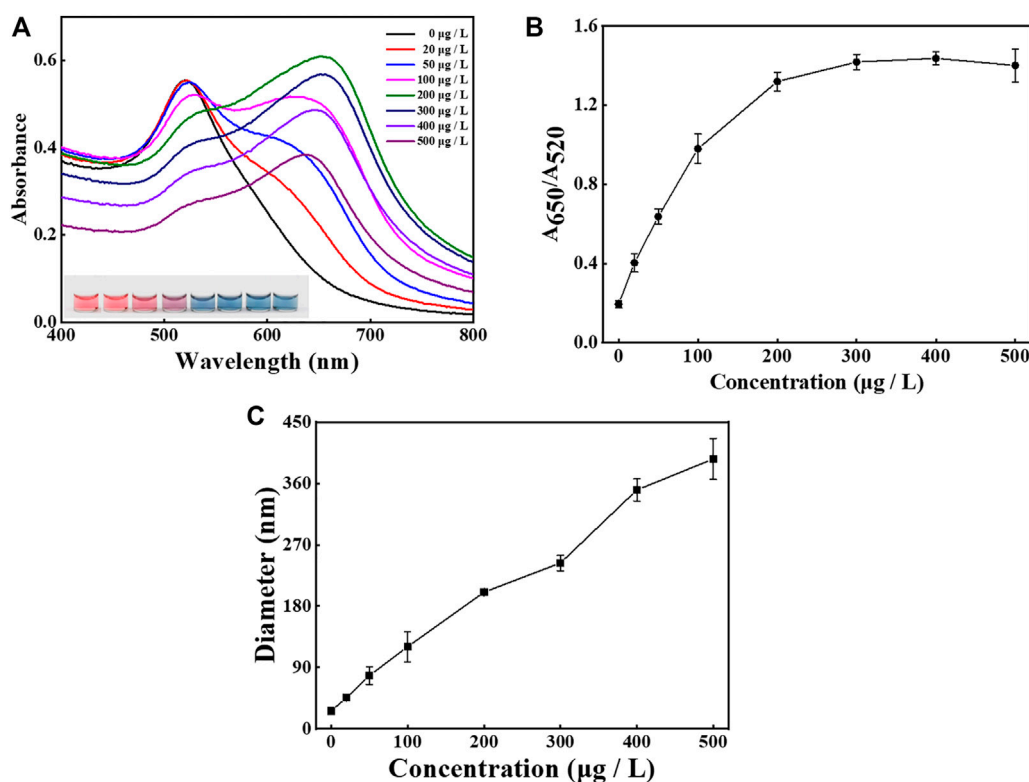 A
0 µg / L
20 µg / L
50 µg / L
100 µg / L
200 µg / L
300 µg / L
400 µg / L
500 µg / L
0.6
0.4
0.2
0.0
Absorbance
400 500 600 700 800
Wavelength (nm)
B
1.6
1.2
0.8
0.4
0.0
A650/A520
0 100 200 300 400 500
Concentration (µg / L)
C
450
360
270
180
90
0
Diameter (nm)
0 100 200 300 400 500
Concentration (µg / L)